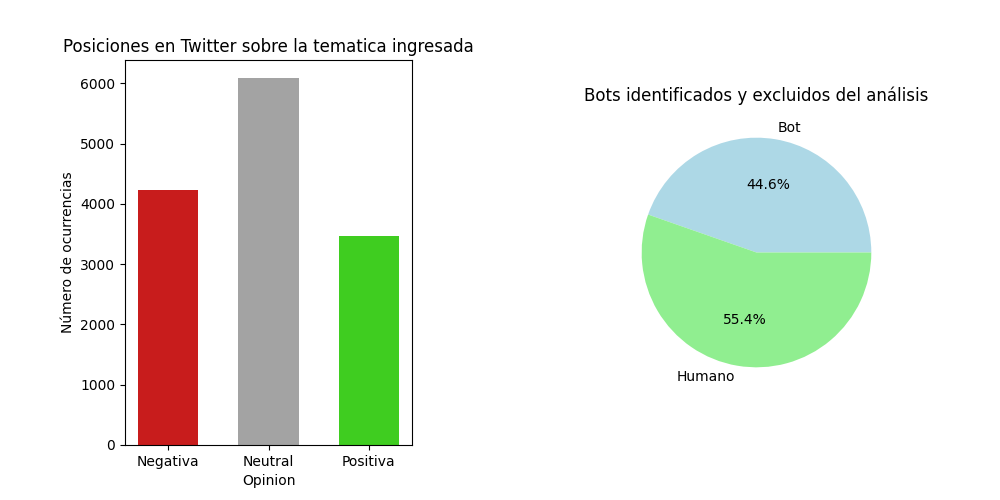 Posiciones en Twitter sobre la tematica ingresada
Número de ocurrencias
6000
5000
4000
3000
2000
1000
0
Negativa
Neutral
Positiva
Opinion
Bots identificados y excluidos del análisis
Bot
44.6%
55.4%
Humano